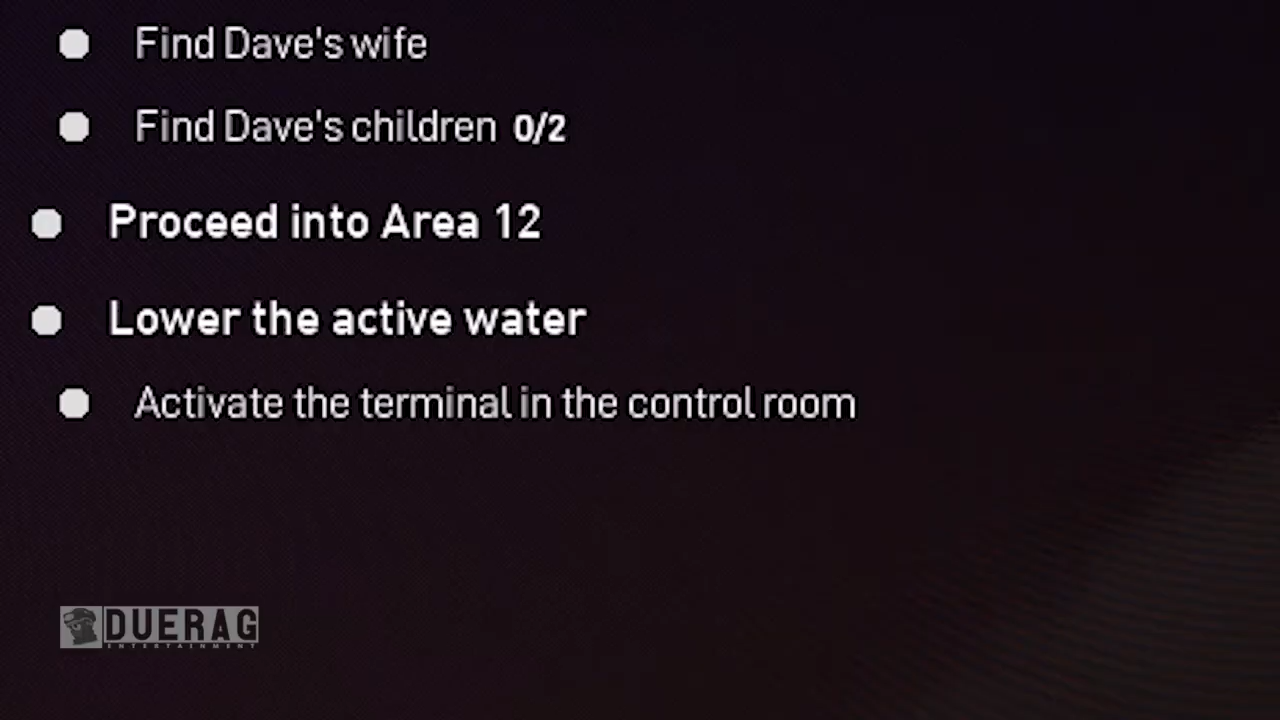 Find Dave's wife
Find Dave's children 0/2
Proceed into Area 12
Lower the active water
Activate the terminal in the control room
DUERAG
ENTERTAINMENT